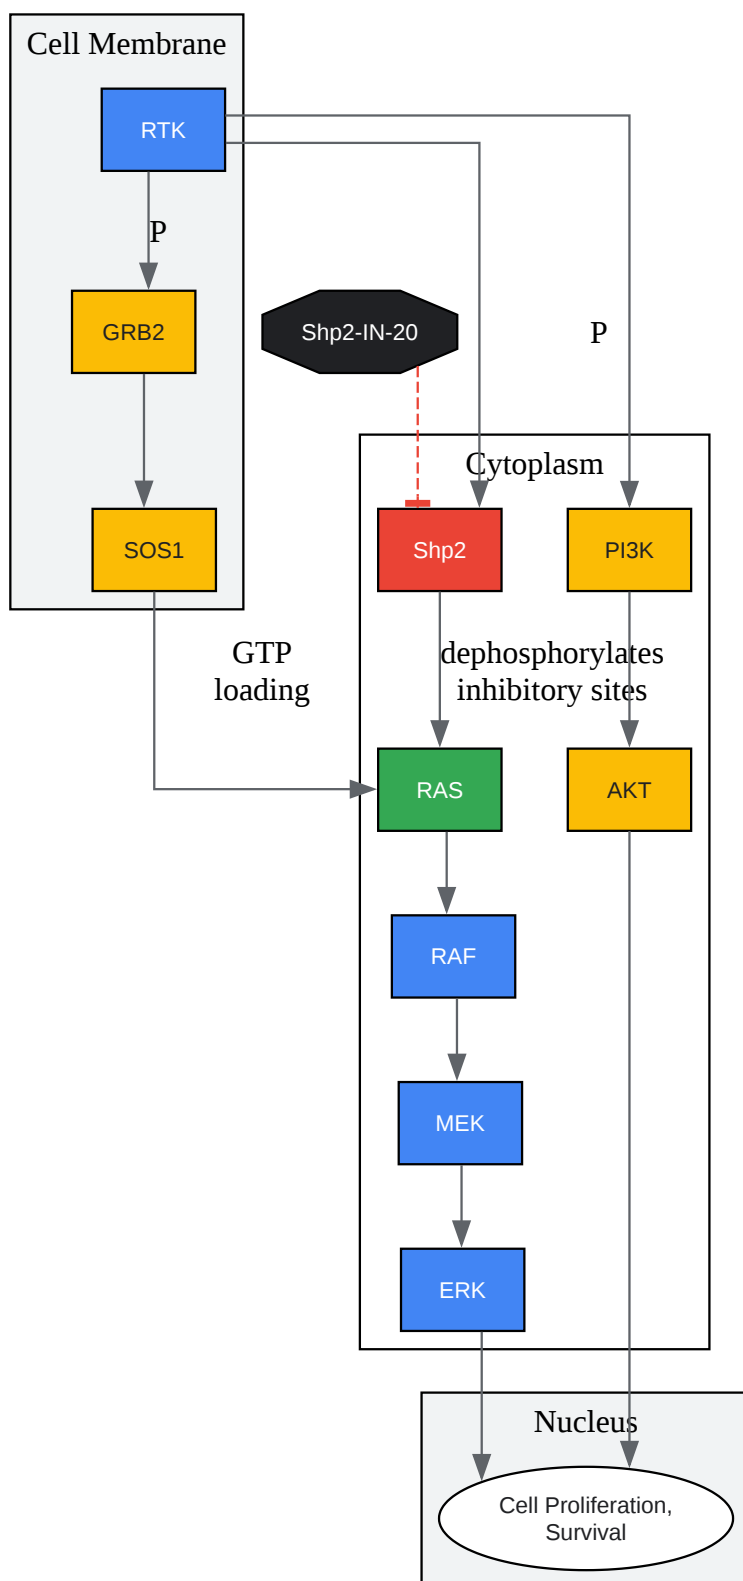 Cell Membrane
RTK
P
GRB2
Shp2-IN-20
P
Cytoplasm
SOS1
Shp2
PI3K
GTP
loading
dephosphorylates
inhibitory sites
RAS
AKT
RAF
MEK
ERK
Nucleus
Cell Proliferation,
Survival